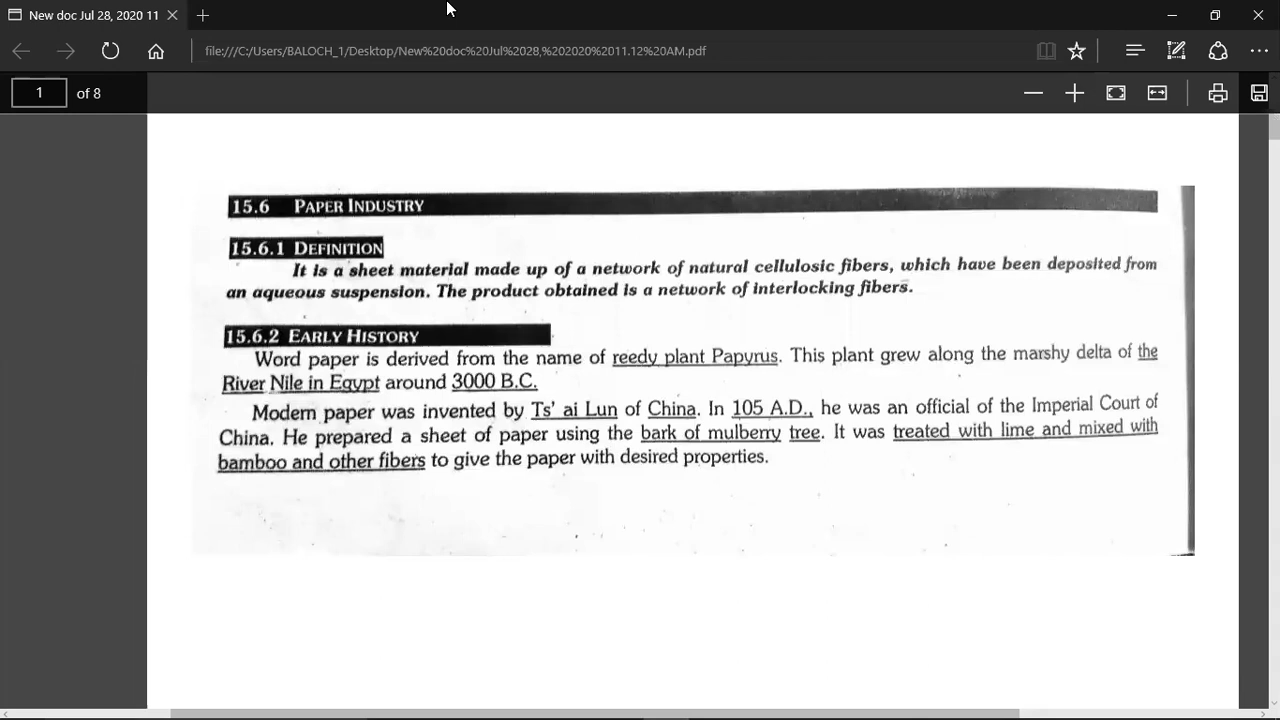 New doc Jul 28, 2020 11
file:///C:/Users/BALOCH_1/Desktop/New%20doc%20Jul%2028,%202020%2011.12%20AM.pdf
1 of 8
15.6 PAPER INDUSTRY
15.6.1 DEFINITION
It is a sheet material made up of a network of natural cellulosic fibers, which have been deposited from
an aqueous suspension. The product obtained is a network of interlocking fibers.
15.6.2 EARLY HISTORY
Word paper is derived from the name of reedy plant Papyrus. This plant grew along the marshy delta of the
River Nile in Egypt around 3000 B.C.
Modern paper was invented by Ts' ai Lun of China. In 105 A.D., he was an official of the Imperial Court of
China. He prepared a sheet of paper using the bark of mulberry tree. It was treated with lime and mixed with
bamboo and other fibers to give the paper with desired properties.